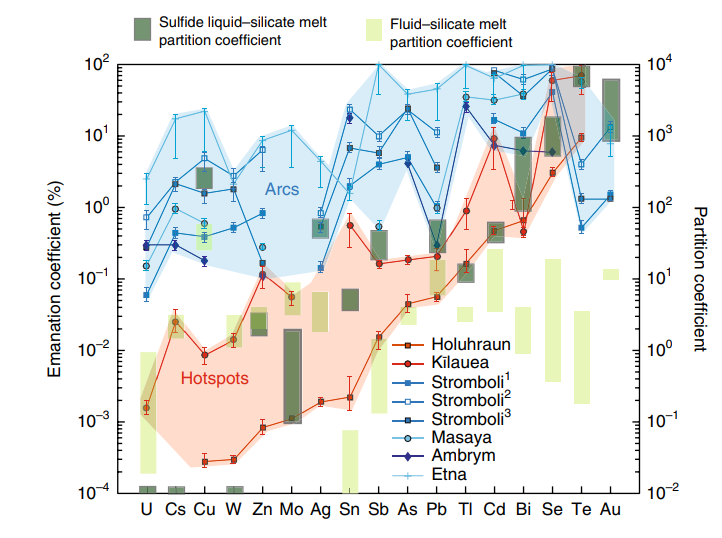 Sulfide liquid–silicate melt
partition coefficient
Fluid–silicate melt
partition coefficient
Emanation coefficient (%)
10²
10¹
10⁰
10⁻¹
10⁻²
10⁻³
10⁻⁴
Arcs
Hotspots
Holuhraun
Kilauea
Stromboli¹
Stromboli²
Stromboli³
Masaya
Ambrym
Etna
10⁴
10³
10²
10¹
10⁰
10⁻¹
10⁻²
Partition coefficient
U Cs Cu W Zn Mo Ag Sn Sb As Pb Tl Cd Bi Se Te Au